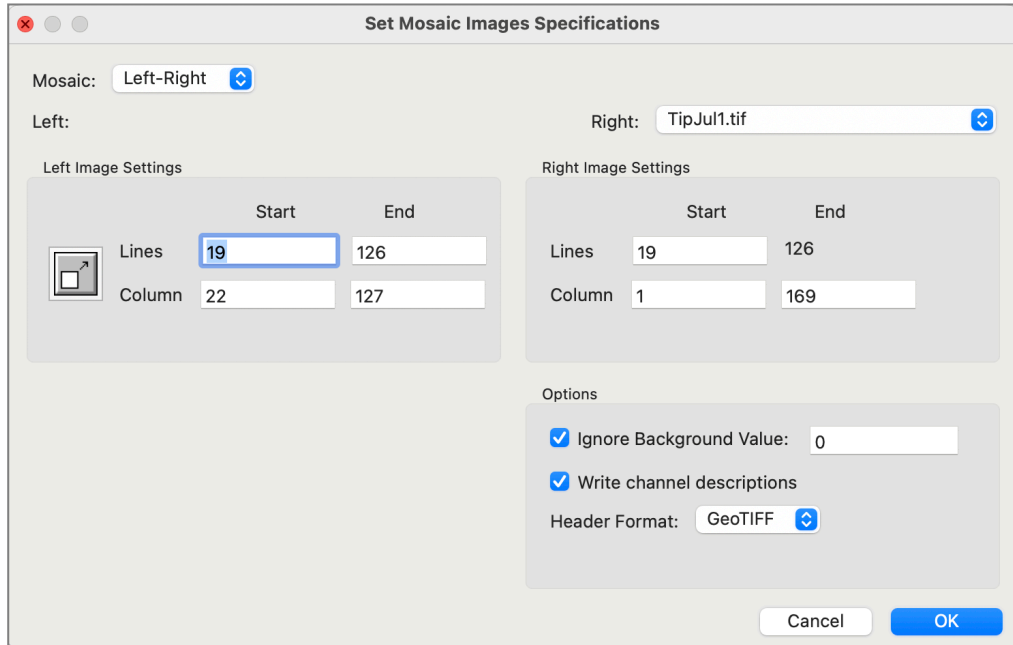 Set Mosaic Images Specifications
Mosaic: Left-Right
Left:
Right: TipJul1.tif
Left Image Settings
Start End
Lines 19 126
Column 22 127
Right Image Settings
Start End
Lines 19 126
Column 1 169
Options
Ignore Background Value: 0
Write channel descriptions
Header Format: GeoTIFF
Cancel OK